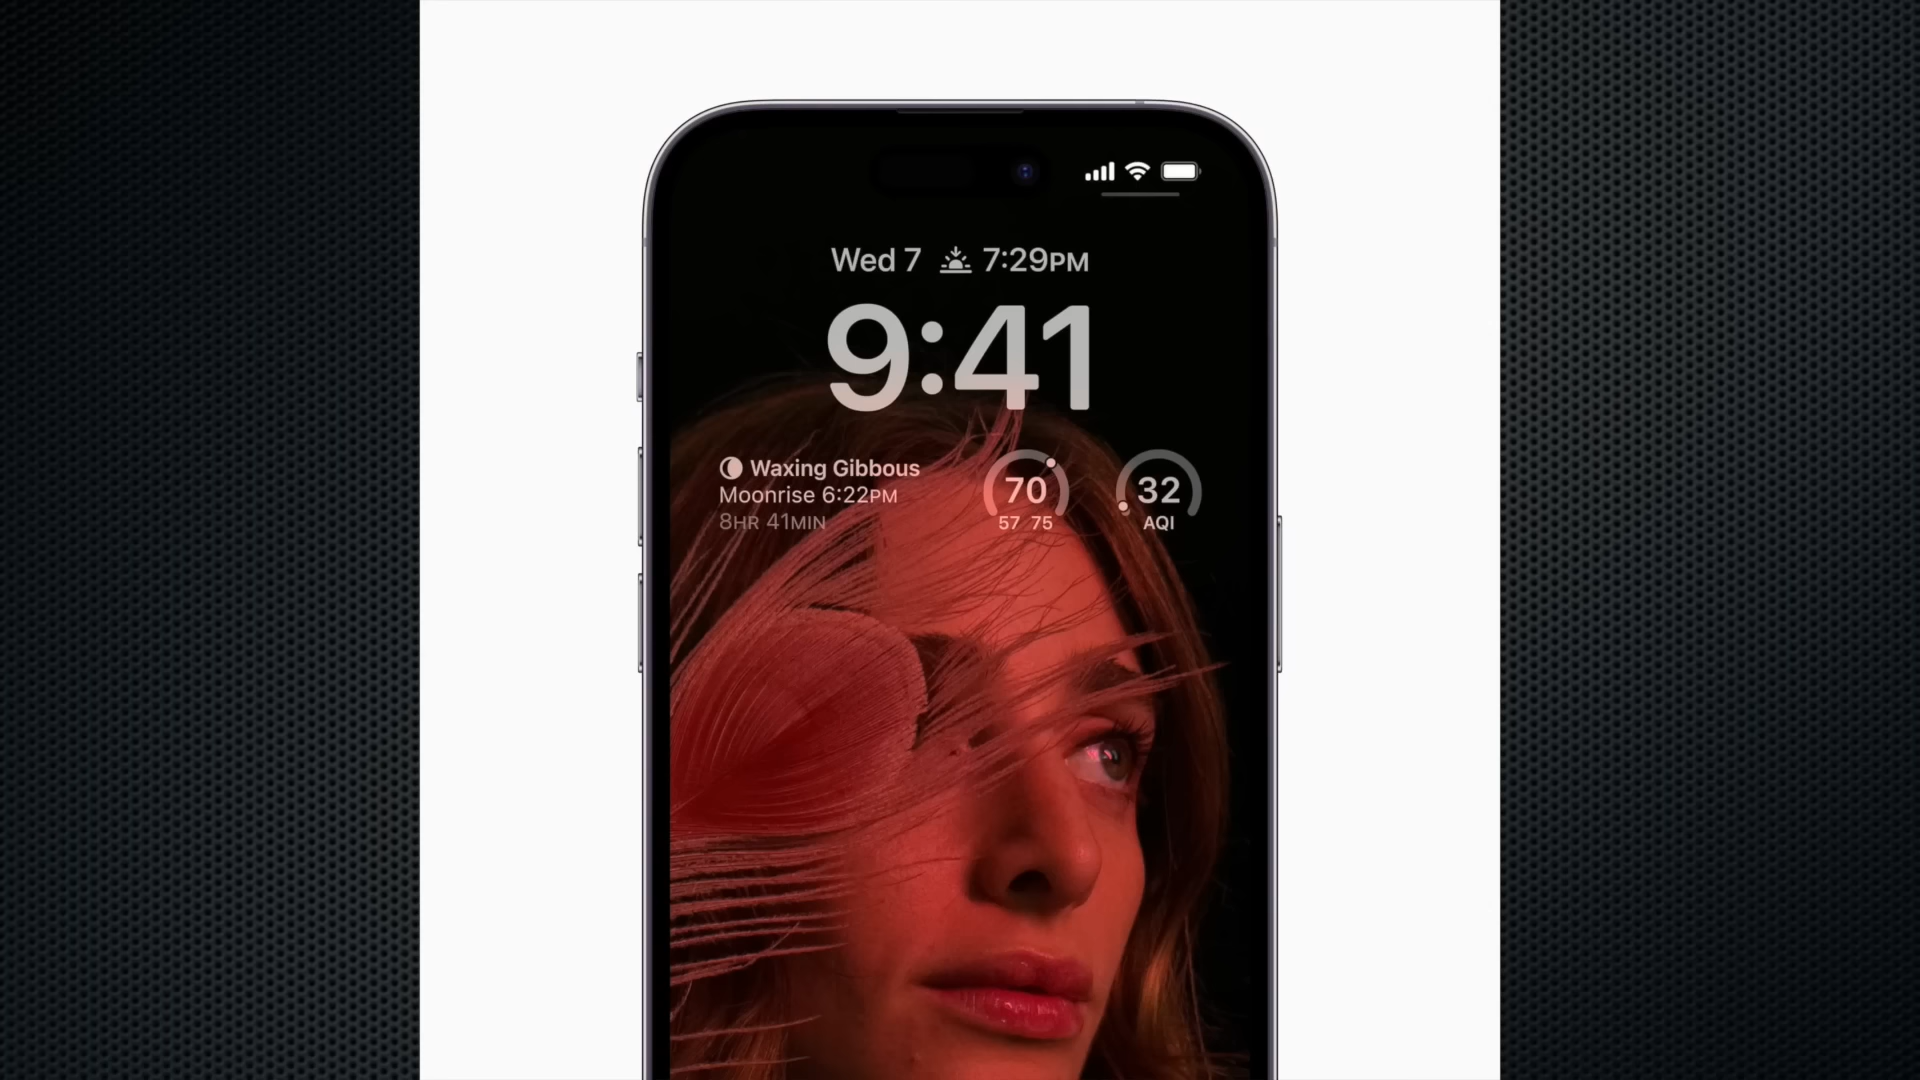 Wed 7 7:29PM
9:41
Waxing Gibbous
Moonrise 6:22PM
8HR 41MIN
70
57 75
32
AQI